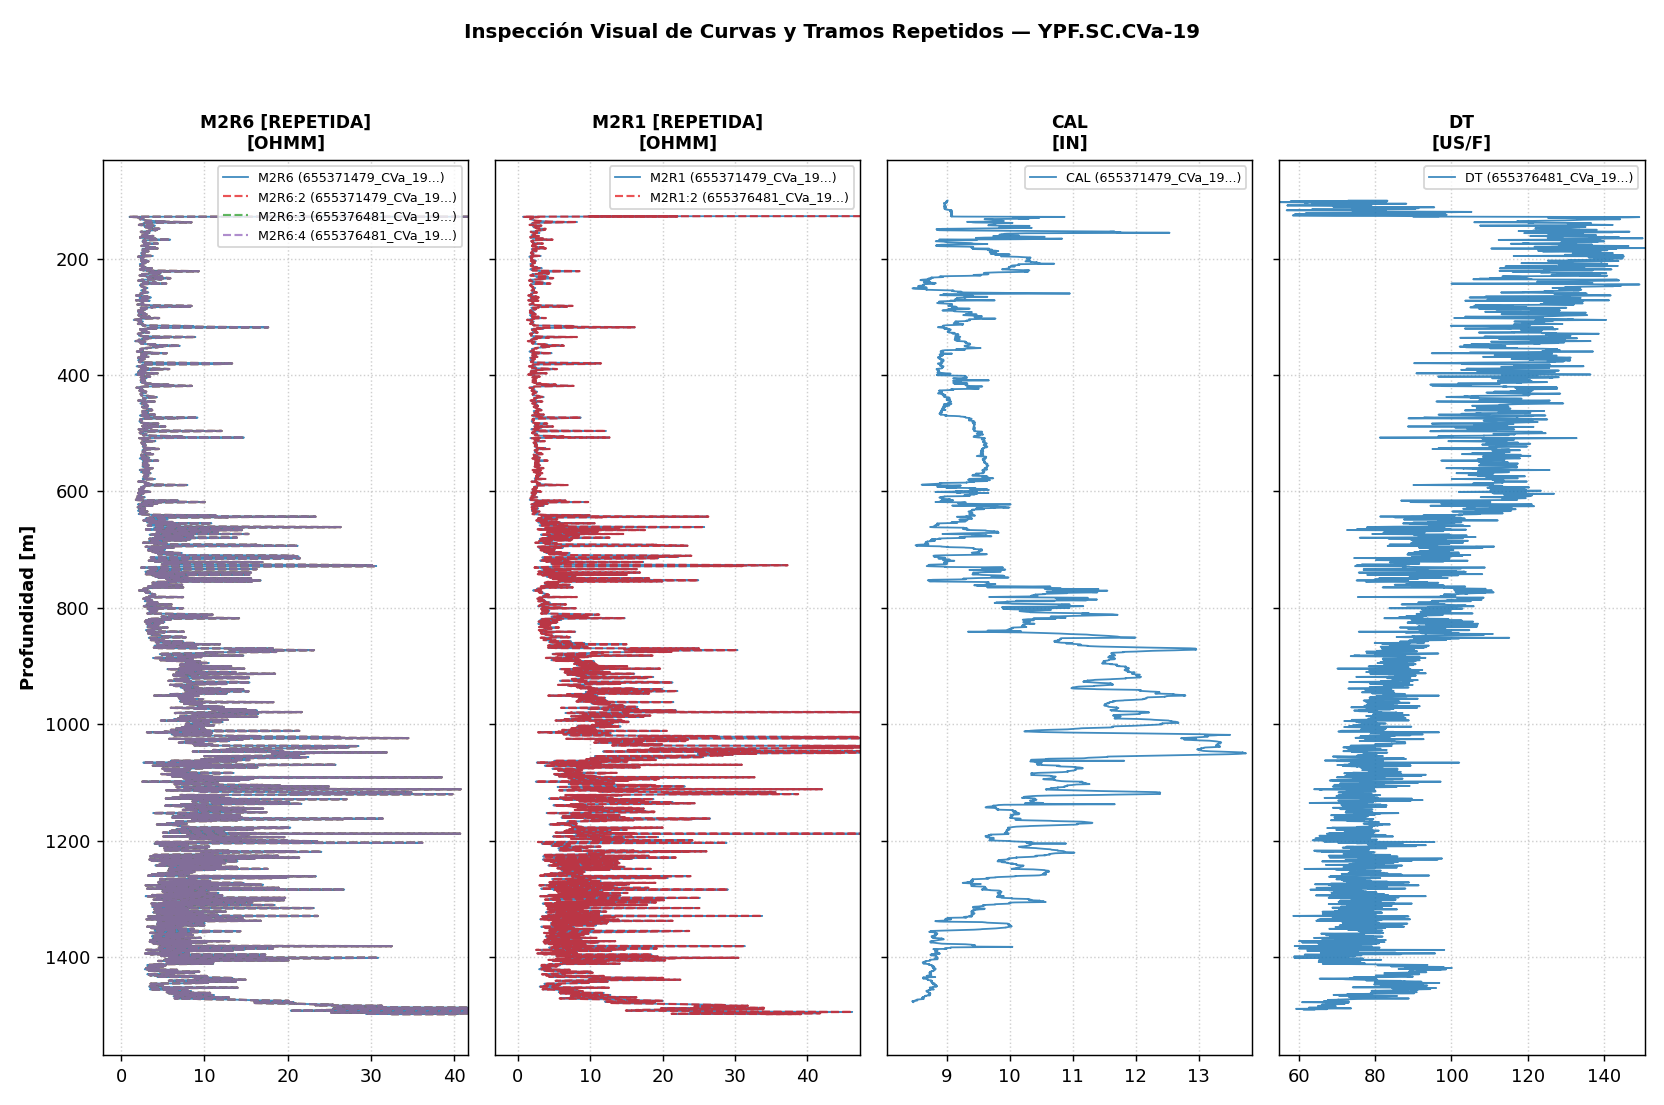 Inspección Visual de Curvas y Tramos Repetidos — YPF.SC.CVa-19
M2R6 [REPETIDA]
[OHMM]
M2R1 [REPETIDA]
[OHMM]
CAL
[IN]
DT
[US/F]
M2R6 (655371479_CVa_19...)
M2R6:2 (655371479_CVa_19...)
M2R6:3 (655376481_CVa_19...)
M2R6:4 (655376481_CVa_19...)
M2R1 (655371479_CVa_19...)
M2R1:2 (655376481_CVa_19...)
CAL (655371479_CVa_19...)
DT (655376481_CVa_19...)
Profundidad [m]
200
400
600
800
1000
1200
1400
0 10 20 30 40
0 10 20 30 40
9 10 11 12 13
60 80 100 120 140